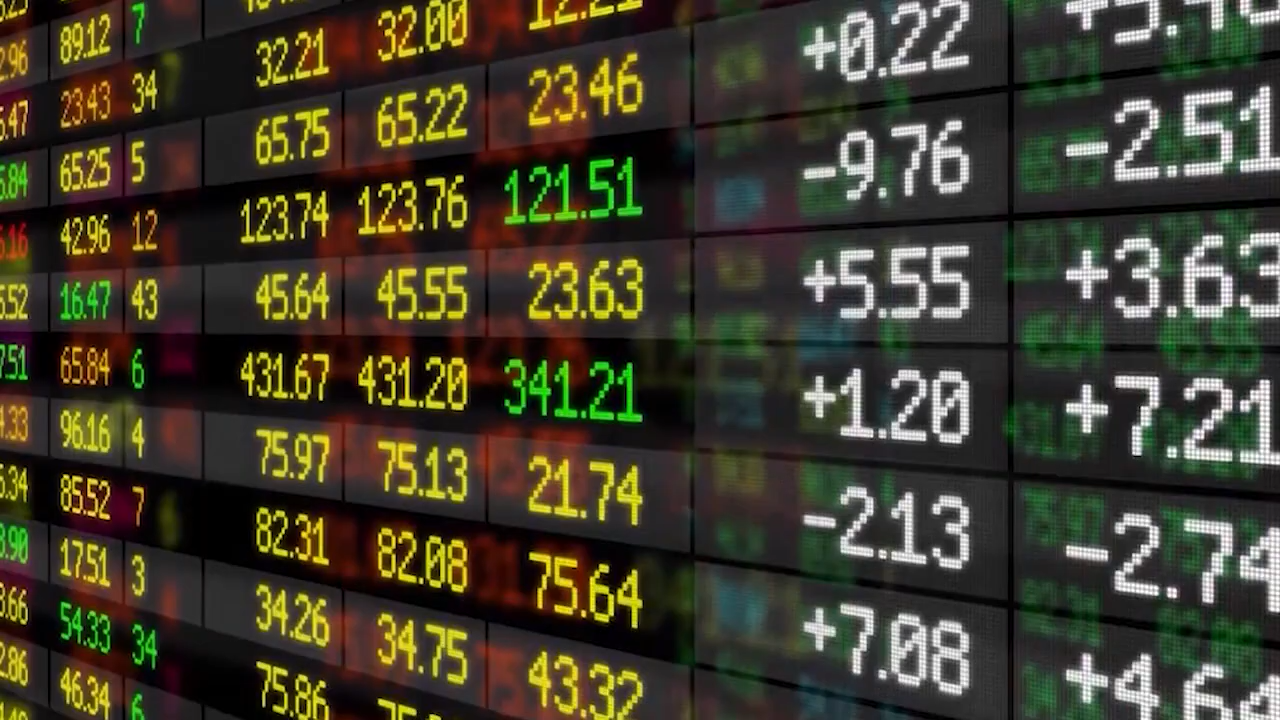 89.12 7 32.21 32.00 12.21 +0.22
23.43 34 65.75 65.22 23.46 -9.76 -2.51
65.25 5 123.74 123.76 121.51 +5.55 +3.63
42.96 12 45.64 45.55 23.63 +1.20 +7.21
16.47 43 431.67 431.20 341.21 -2.13 -2.74
65.84 6 75.97 75.13 21.74 +7.08 +4.64
96.16 4 82.31 82.08 75.64
85.52 7 34.26 34.75 43.32
17.51 3 75.86
54.33 34
46.34 6